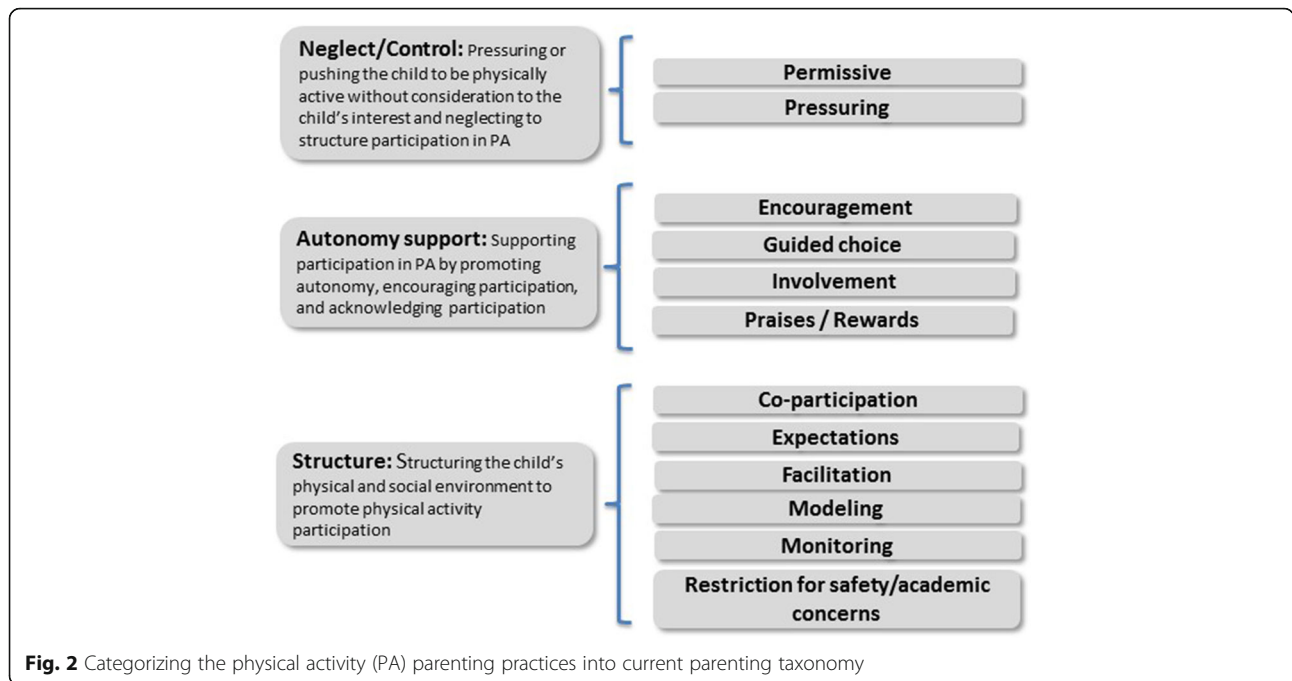 Neglect/Control: Pressuring or
pushing the child to be physically
active without consideration to the
child's interest and neglecting to
structure participation in PA
Permissive
Pressuring
Autonomy support: Supporting
participation in PA by promoting
autonomy, encouraging participation,
and acknowledging participation
Encouragement
Guided choice
Involvement
Praises / Rewards
Structure: Structuring the child's
physical and social environment to
promote physical activity
participation
Co-participation
Expectations
Facilitation
Modeling
Monitoring
Restriction for safety/academic
concerns
Fig. 2 Categorizing the physical activity (PA) parenting practices into current parenting taxonomy